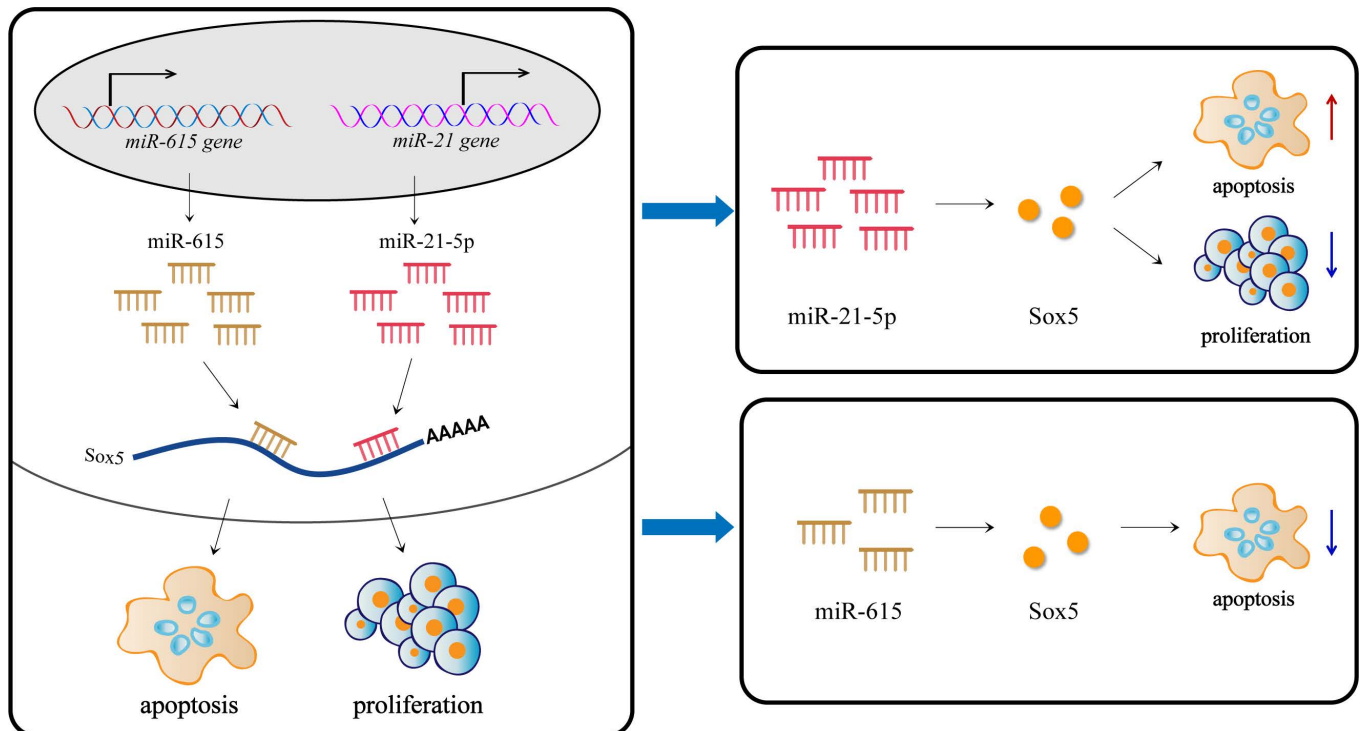 miR-615 gene
miR-21 gene
miR-615
miR-21-5p
Sox5
AAAAA
apoptosis
proliferation
miR-21-5p
Sox5
apoptosis
proliferation
miR-615
Sox5
apoptosis